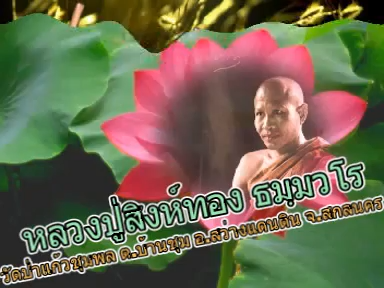 หลวงปู่สิงห์ทอง ธมฺมวโร
วัดป่าแก้วชุมพล ต.บ้านชุม อ.สว่างแดนดิน จ.สกลนคร